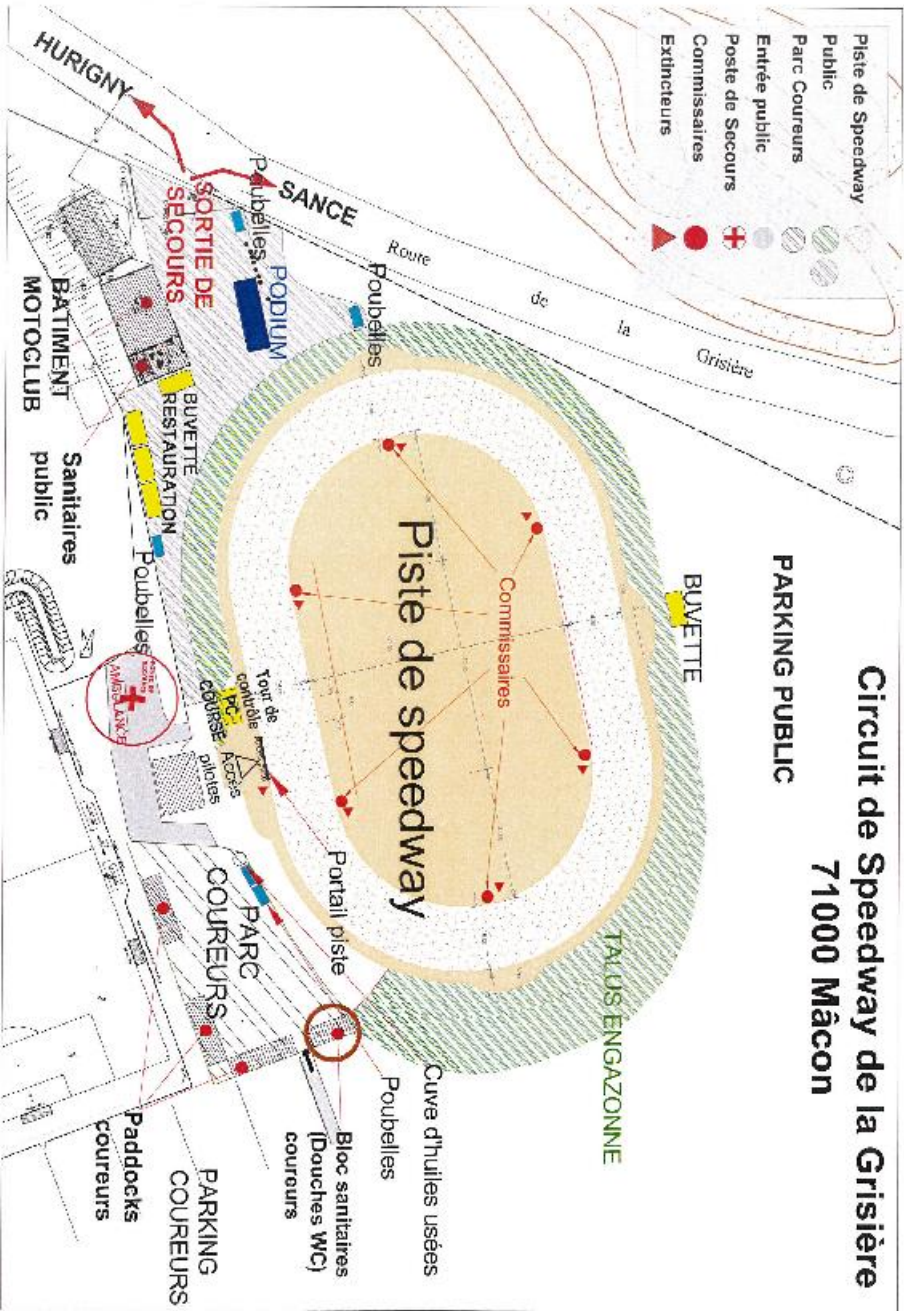 Circuit de Speedway de la Grisière
71000 Mâcon
Piste de Speedway
Public
Parc Coureurs
Entrée public
Poste de Secours
Commissaires
Extincteurs
PARKING PUBLIC
BUVETTE
TALUS ENGAZONNE
Route
de
la
Grisière
SANCE
HURIGNY
SORTIE DE
SECOURS
Poubelles
PODIUM
Poubelles
Commissaires
Piste de speedway
BATIMENT
MOTOCLUB
BUVETTE
RESTAURATION
Sanitaires
public
Poubelles
AMBULANCE
Tour de
contrôle
PC
COURSE
Accès
pilotes
Portail piste
PARC
COUREURS
Cuve d'huiles usées
Poubelles
Bloc sanitaires
(Douches WC)
coureurs
Paddocks
coureurs
PARKING
COUREURS